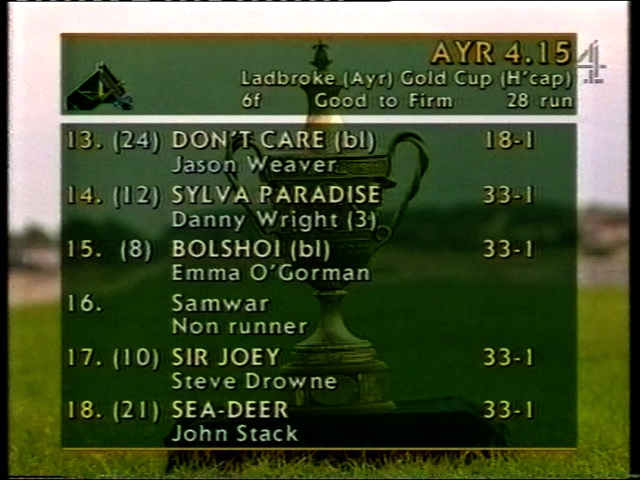 AYR 4.15
4
Ladbroke (Ayr) Gold Cup (H'cap)
6f Good to Firm 28 run
13. (24) DON'T CARE (bl) 18-1
Jason Weaver
14. (12) SYLVA PARADISE 33-1
Danny Wright (3)
15. (8) BOLSHOI (bl) 33-1
Emma O'Gorman
16. Samwar
Non runner
17. (10) SIR JOEY 33-1
Steve Drowne
18. (21) SEA-DEER 33-1
John Stack